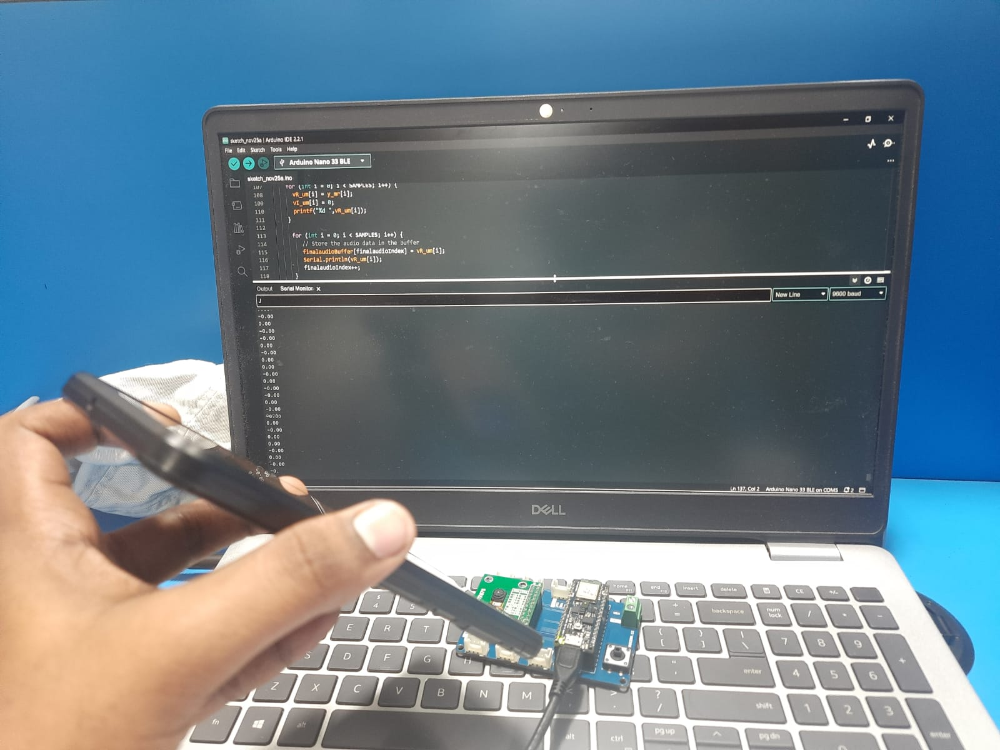 sketch_nov25a | Arduino IDE 2.2.1
File Edit Sketch Tools Help
Arduino Nano 33 BLE
sketch_nov25a.ino
107 for (int i = 0; i < SAMPLES; i++) {
108 vR_um[i] = y_mr[i];
109 vI_um[i] = 0;
110 printf("%d ",vR_um[i]);
111 }
112
113 for (int i = 0; i < SAMPLES; i++) {
114 // Store the audio data in the buffer
115 finalaudioBuffer[finalaudioIndex] = vR_um[i];
116 Serial.println(vR_um[i]);
117 finalaudioIndex++;
118 }
Output Serial Monitor x
J
New Line 9600 baud
-0.00
0.00
-0.00
-0.00
0.00
-0.00
0.00
0.00
-0.00
0.00
-0.00
-0.00
0.00
-0.00
0.00
-0.00
0.00
0.00
-0.00
0.00
-0.00
-0.
Ln 137, Col 2 Arduino Nano 33 BLE on COM5 2
DELL
home F11 end F12 insert delete CE +/-
$ 4 5 + = backspace num lock / * -
E R T { [ } ] | \ 7 8 9 +
S D F G H " ' enter 4 5 6
Z X C V B N M < > . ? / shift 1 2 3
fn alt alt ctrl pg up pg dn 0 enter